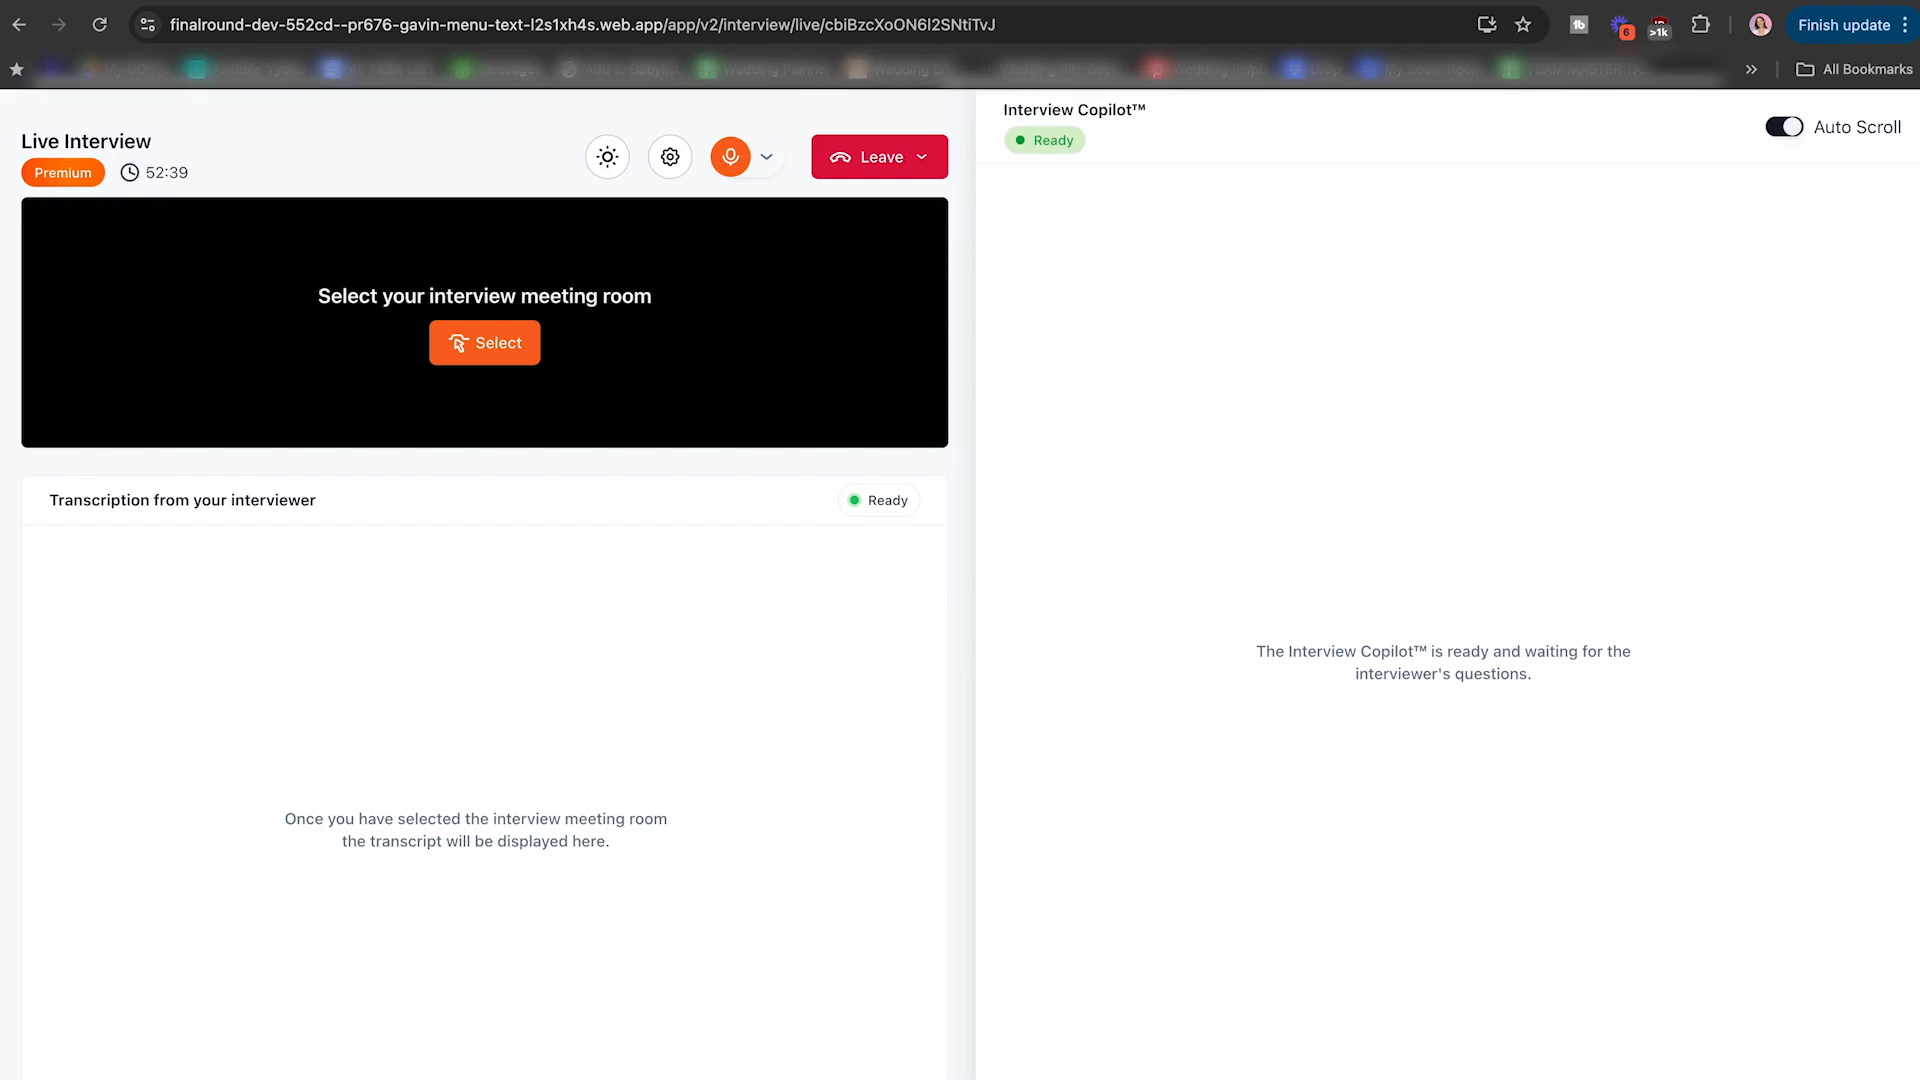 finalround-dev-552cd--pr676-gavin-menu-text-l2s1xh4s.web.app/app/v2/interview/live/cbiBzcXoON6l2SNtiTvJ
6
>1k
Finish update
All Bookmarks
Live Interview
Premium
52:39
Leave
Select your interview meeting room
Select
Transcription from your interviewer
Ready
Once you have selected the interview meeting room
the transcript will be displayed here.
Interview Copilot™
Ready
Auto Scroll
The Interview Copilot™ is ready and waiting for the
interviewer's questions.